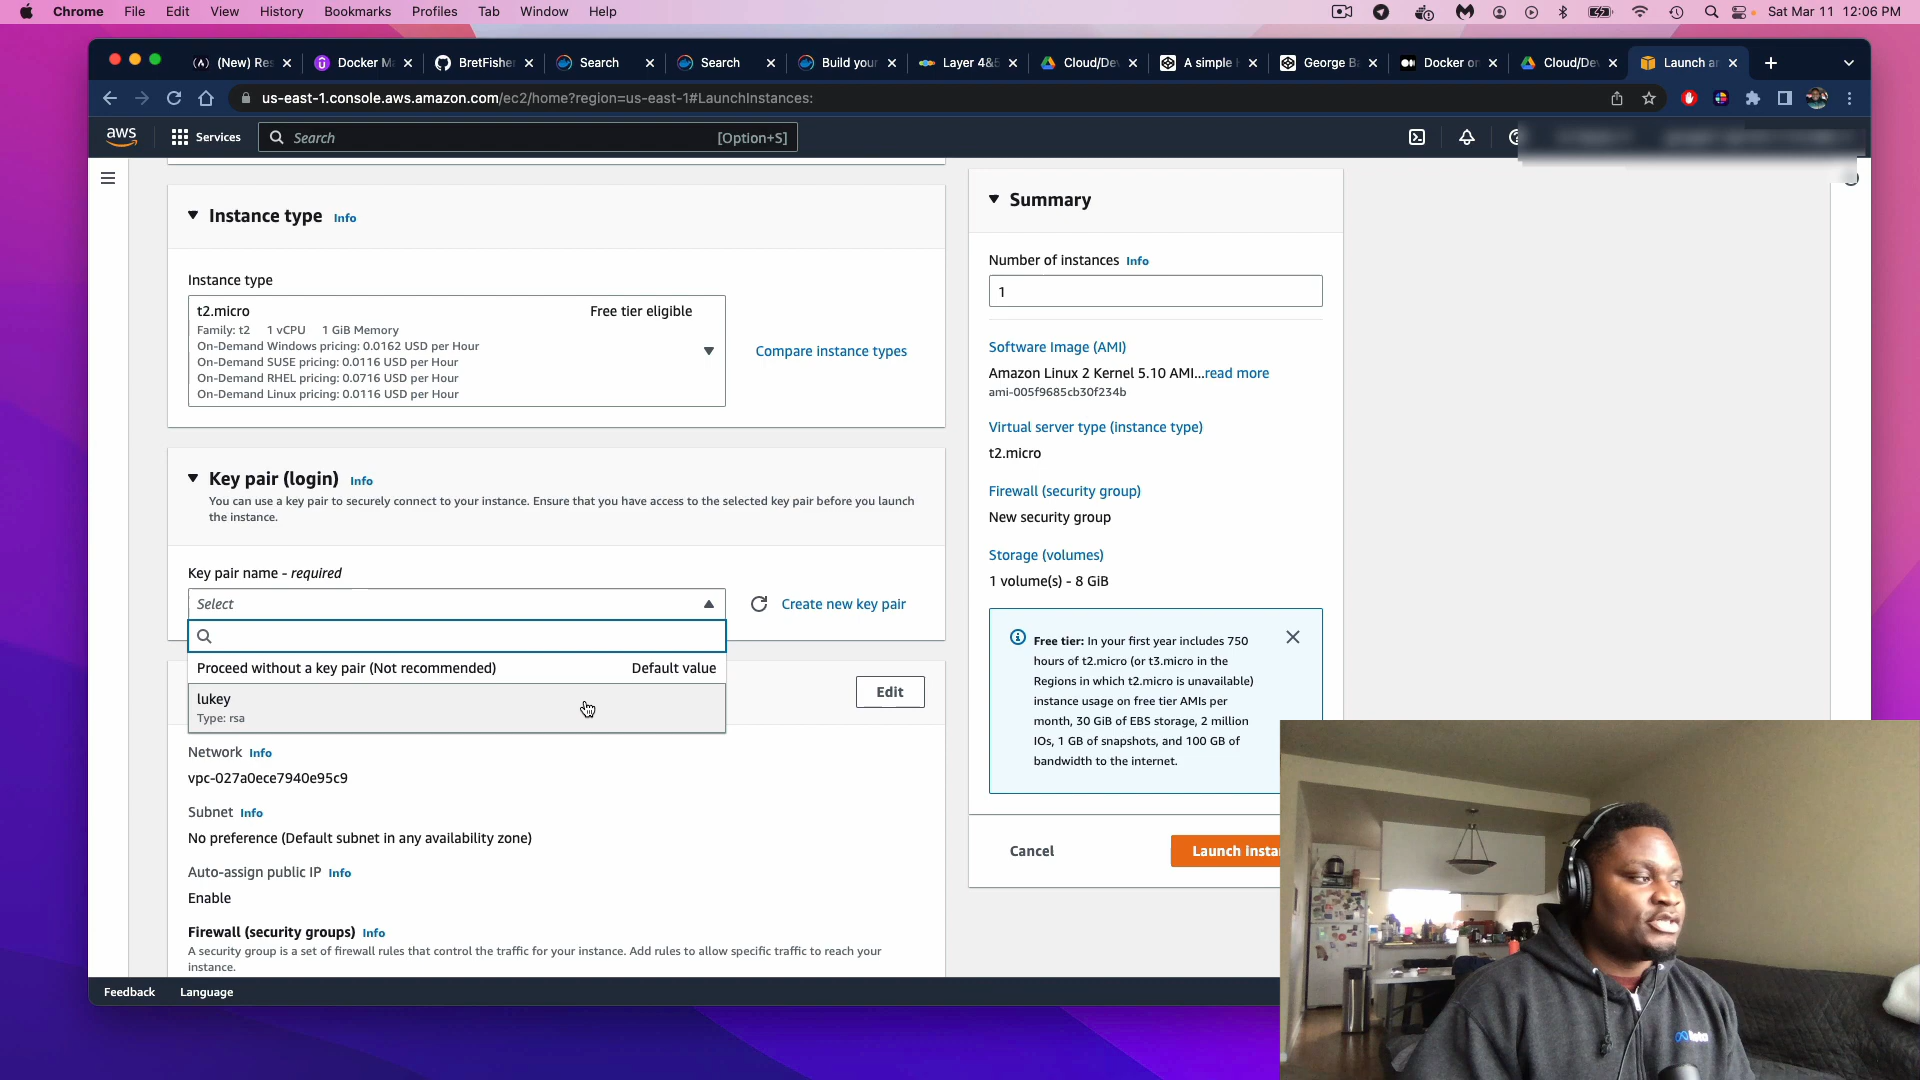 Chrome File Edit View History Bookmarks Profiles Tab Window Help Sat Mar 11 12:06 PM
(New) Res Docker Ma BretFisher Search Search Build your Layer 4& Cloud/Dev A simple George Ba Docker on Cloud/Dev Launch an
us-east-1.console.aws.amazon.com/ec2/home?region=us-east-1#LaunchInstances:
aws Services Search [Option+S]
Instance type Info
Instance type
t2.micro Free tier eligible
Family: t2 1 vCPU 1 GiB Memory
On-Demand Windows pricing: 0.0162 USD per Hour
On-Demand SUSE pricing: 0.0116 USD per Hour
On-Demand RHEL pricing: 0.0716 USD per Hour
On-Demand Linux pricing: 0.0116 USD per Hour
Compare instance types
Key pair (login) Info
You can use a key pair to securely connect to your instance. Ensure that you have access to the selected key pair before you launch
the instance.
Key pair name - required
Select
Create new key pair
Proceed without a key pair (Not recommended) Default value
lukey
Type: rsa
Edit
Network Info
vpc-027a0ece7940e95c9
Subnet Info
No preference (Default subnet in any availability zone)
Auto-assign public IP Info
Enable
Firewall (security groups) Info
A security group is a set of firewall rules that control the traffic for your instance. Add rules to allow specific traffic to reach your
instance.
Summary
Number of instances Info
1
Software Image (AMI)
Amazon Linux 2 Kernel 5.10 AMI...read more
ami-005f9685cb30f234b
Virtual server type (instance type)
t2.micro
Firewall (security group)
New security group
Storage (volumes)
1 volume(s) - 8 GiB
Free tier: In your first year includes 750
hours of t2.micro (or t3.micro in the
Regions in which t2.micro is unavailable)
instance usage on free tier AMIs per
month, 30 GiB of EBS storage, 2 million
IOs, 1 GB of snapshots, and 100 GB of
bandwidth to the internet.
Cancel Launch insta
Feedback Language